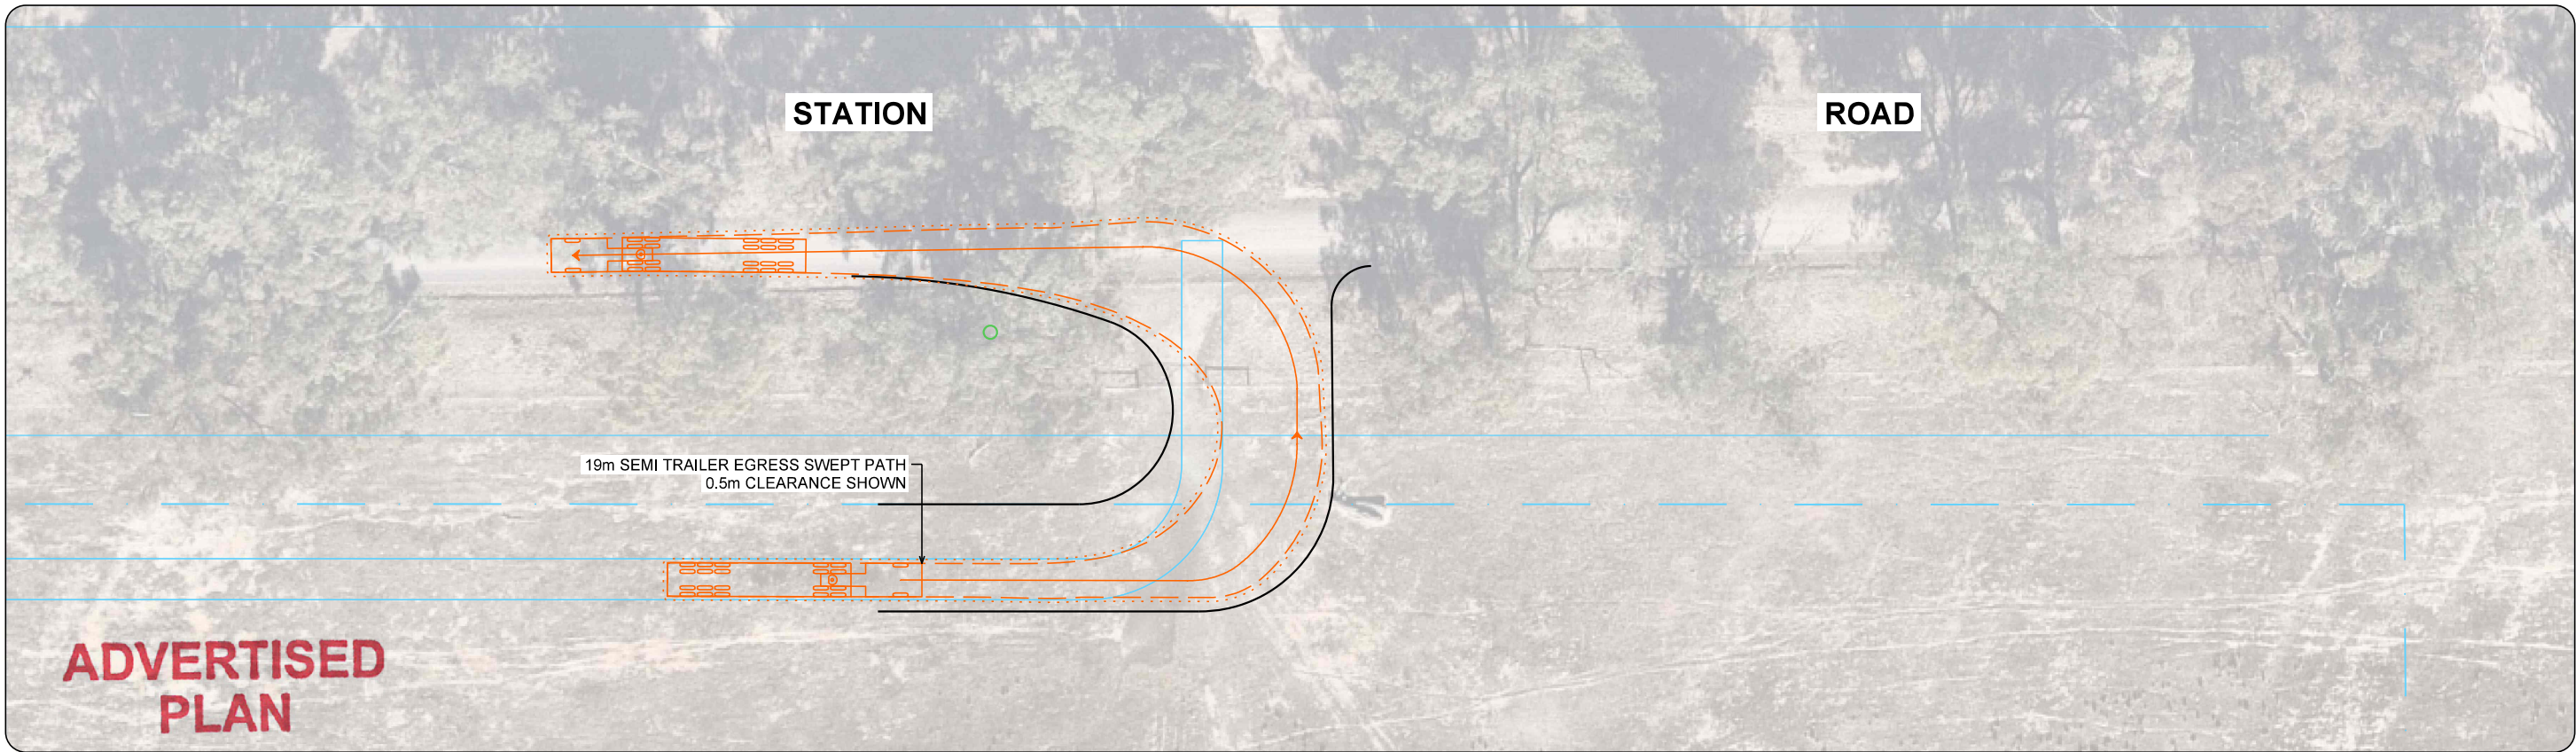 STATION
ROAD
19m SEMI TRAILER EGRESS SWEPT PATH
0.5m CLEARANCE SHOWN
ADVERTISED
PLAN